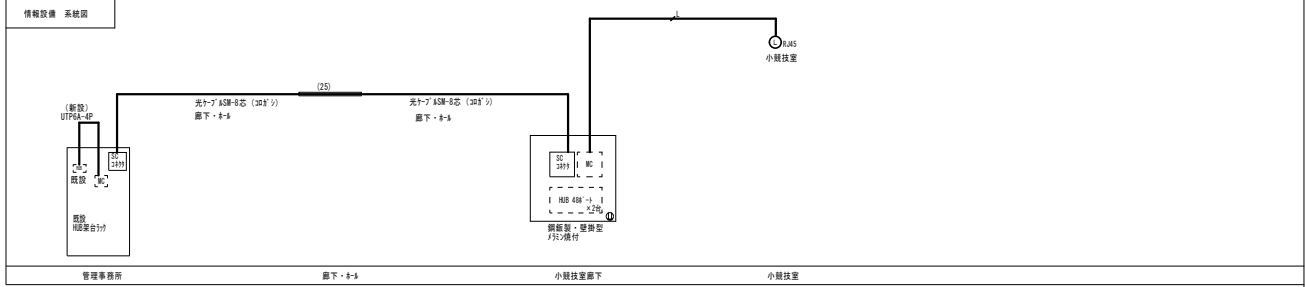 情報設備 系統図
L
L RJ45
小競技室
(25)
光ケーブルSM-8芯 (コロガシ)
廊下・ホール
光ケーブルSM-8芯 (コロガシ)
廊下・ホール
(新設)
UTP6A-4P
SC
コネクタ
既設
MC
既設
HUB架台ラック
SC
コネクタ
MC
HUB 48ポート
×2台
鋼鈑製・壁掛型
メラミン焼付
管理事務所
廊下・ホール
小競技室廊下
小競技室